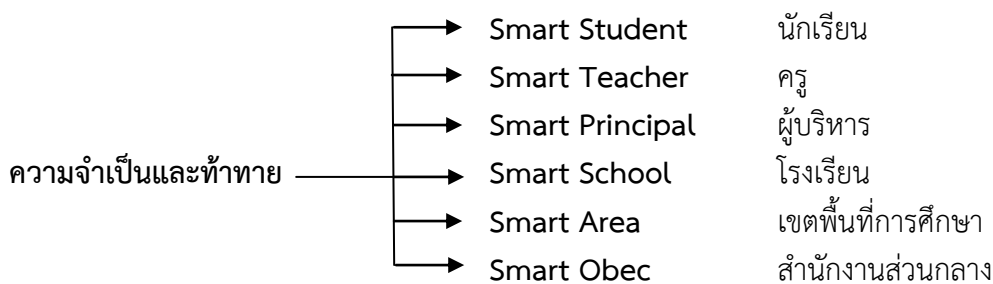 Smart Student นักเรียน
Smart Teacher ครู
Smart Principal ผู้บริหาร
ความจำเป็นและท้าทาย Smart School โรงเรียน
Smart Area เขตพื้นที่การศึกษา
Smart Obec สำนักงานส่วนกลาง